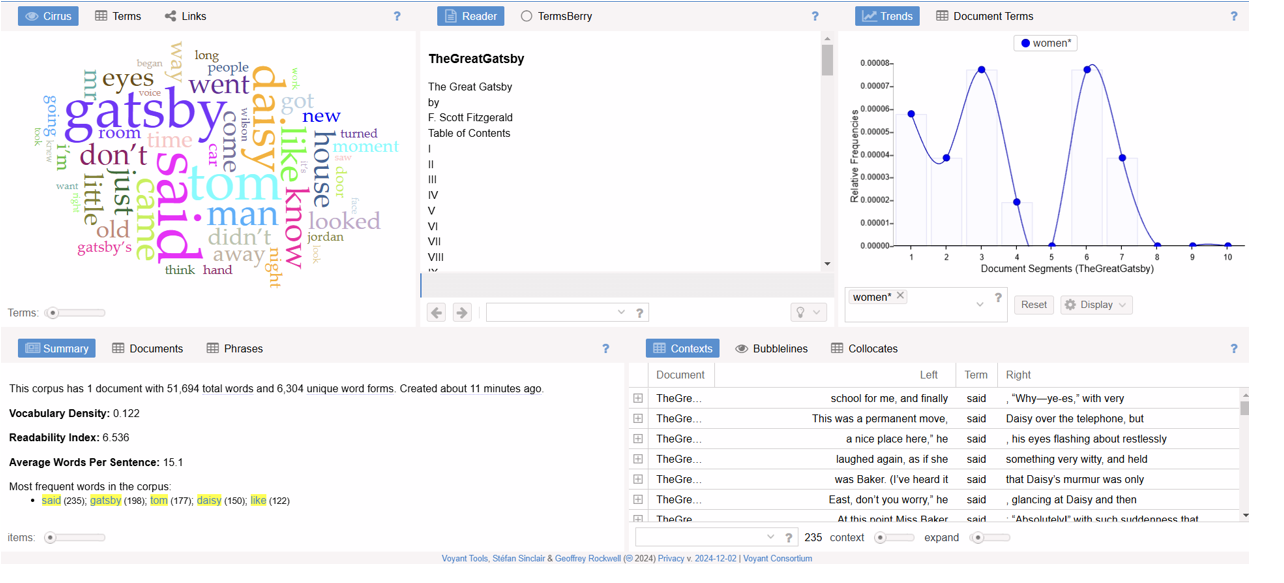 Cirrus Terms Links ?
began way long people
mr eyes voice went work
gatsby daisy got
going room come wilson new
took knew i'm don't time car like it's house turned
saw moment
want right little just came said tom know door
man face
old looked
gatsby's didn't jordan
away night look
think hand
Terms:
Reader TermsBerry ?
TheGreatGatsby
The Great Gatsby
by
F. Scott Fitzgerald
Table of Contents
I
II
III
IV
V
VI
VII
VIII
IX
?
Trends Document Terms ?
women*
Relative Frequencies
0.00008
0.00007
0.00006
0.00005
0.00004
0.00003
0.00002
0.00001
0.00000
1 2 3 4 5 6 7 8 9 10
Document Segments (TheGreatGatsby)
women* ✕ ? Reset Display
Summary Documents Phrases ?
This corpus has 1 document with 51,694 total words and 6,304 unique word forms. Created about 11 minutes ago.
Vocabulary Density: 0.122
Readability Index: 6.536
Average Words Per Sentence: 15.1
Most frequent words in the corpus:
• said (235); gatsby (198); tom (177); daisy (150); like (122)
items:
Contexts Bubblelines Collocates ?
Document Left Term Right
TheGre... school for me, and finally said , “Why—ye-es,” with very
TheGre... This was a permanent move, said Daisy over the telephone, but
TheGre... a nice place here,” he said , his eyes flashing about restlessly
TheGre... laughed again, as if she said something very witty, and held
TheGre... was Baker. (I’ve heard it said that Daisy’s murmur was only
TheGre... East, don’t you worry,” he said , glancing at Daisy and then
TheGre... At this point Miss Baker said : “Absolutely!” with such suddenness that
? 235 context expand
Voyant Tools, Stéfan Sinclair & Geoffrey Rockwell (© 2024) Privacy v. 2024-12-02 | Voyant Consortium